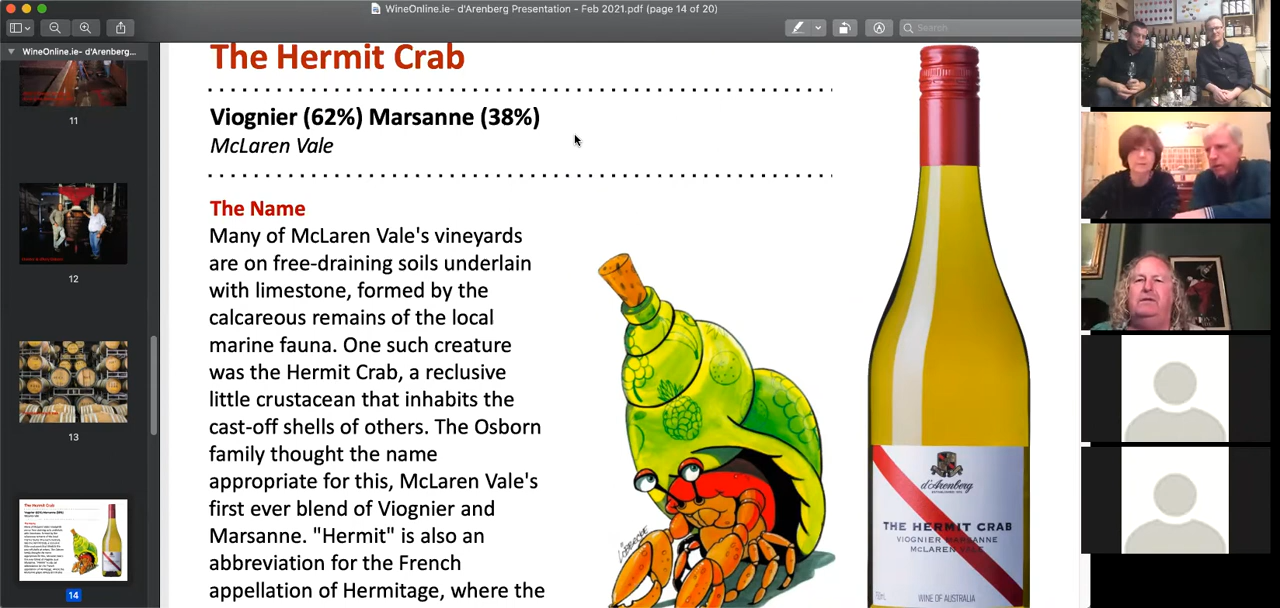 WineOnline.ie- d'Arenberg Presentation - Feb 2021.pdf (page 14 of 20)
Search
WineOnline.ie- d'Arenberg...
11
12
13
14
The Hermit Crab
Viognier (62%) Marsanne (38%)
McLaren Vale
The Name
Many of McLaren Vale's vineyards
are on free-draining soils underlain
with limestone, formed by the
calcareous remains of the local
marine fauna. One such creature
was the Hermit Crab, a reclusive
little crustacean that inhabits the
cast-off shells of others. The Osborn
family thought the name
appropriate for this, McLaren Vale's
first ever blend of Viognier and
Marsanne. "Hermit" is also an
abbreviation for the French
appellation of Hermitage, where the
d'Arenberg
THE HERMIT CRAB
VIOGNIER MARSANNE
McLAREN VALE
WINE OF AUSTRALIA